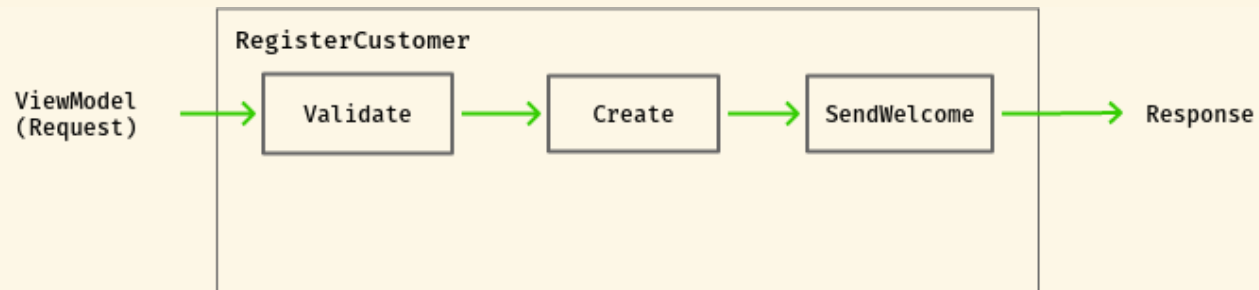 RegisterCustomer
ViewModel
(Request)
Validate
Create
SendWelcome
Response